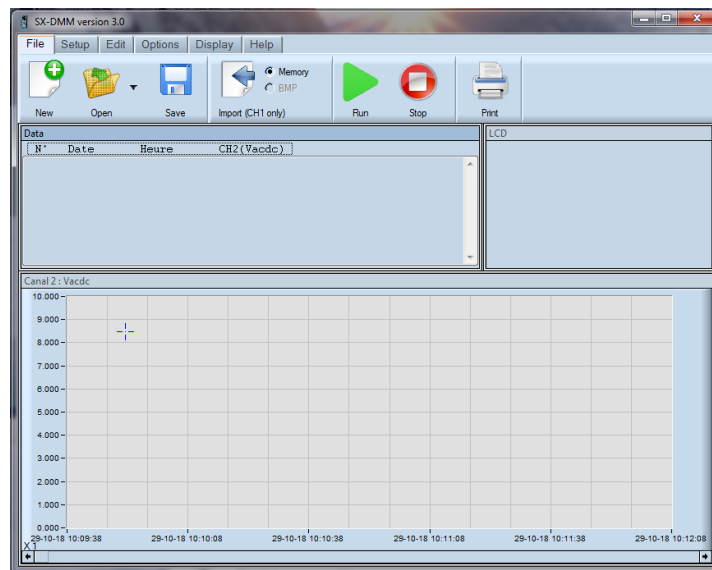 SX-DMM version 3.0
File Setup Edit Options Display Help
Memory
BMP
New Open Save Import (CH1 only) Run Stop Print
Data
LCD
N° Date Heure CH2(Vacdc)
Canal 2 : Vacdc
10.000
9.000
8.000
7.000
6.000
5.000
4.000
3.000
2.000
1.000
0.000
29-10-18 10:09:38 29-10-18 10:10:08 29-10-18 10:10:38 29-10-18 10:11:08 29-10-18 10:11:38 29-10-18 10:12:08
X1